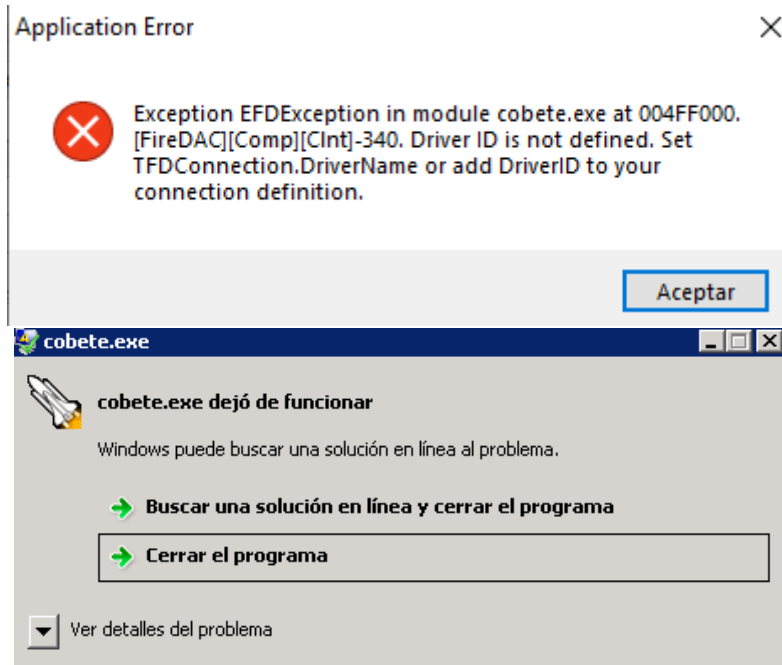 Application Error
Exception EFDException in module cobete.exe at 004FF000.
[FireDAC][Comp][Clnt]-340. Driver ID is not defined. Set
TFDConnection.DriverName or add DriverID to your
connection definition.
Aceptar
cobete.exe
cobete.exe dejó de funcionar
Windows puede buscar una solución en línea al problema.
Buscar una solución en línea y cerrar el programa
Cerrar el programa
Ver detalles del problema